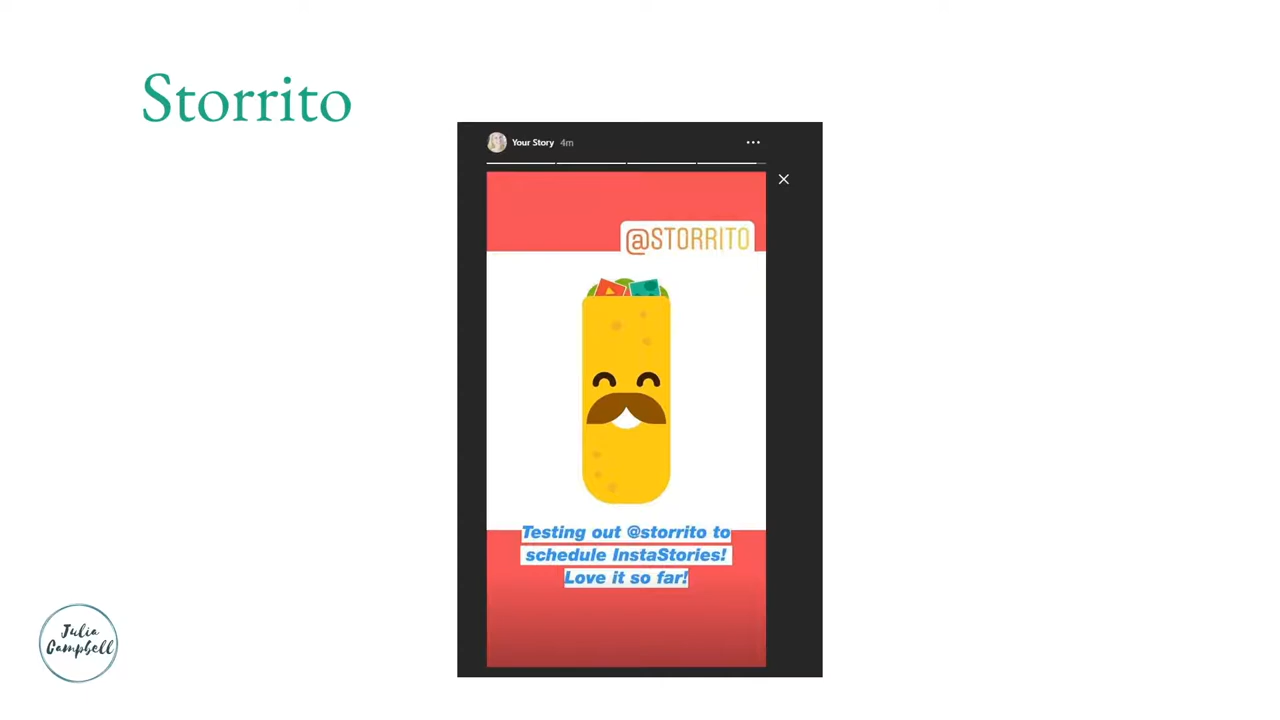 Storrito
Your Story 4m
@STORRITO
Testing out @storrito to
schedule InstaStories!
Love it so far!
Julia
Campbell